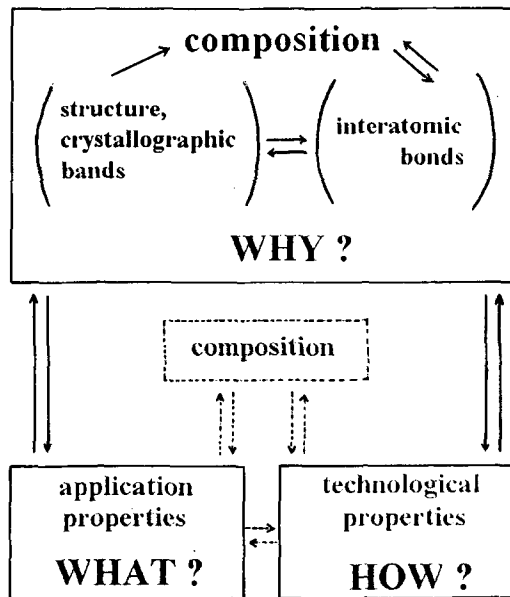 composition
structure,
crystallographic
bands
interatomic
bonds
WHY ?
composition
application
properties
WHAT ?
technological
properties
HOW ?